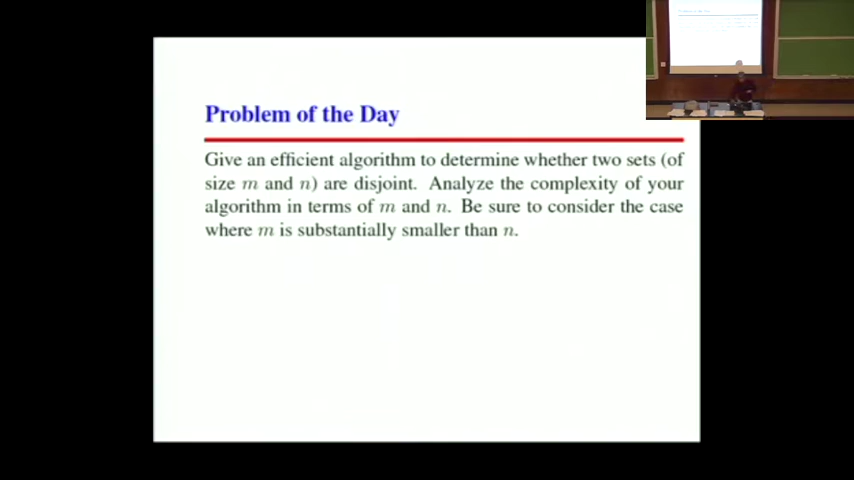 Problem of the Day
Give an efficient algorithm to determine whether two sets (of
size m and n) are disjoint. Analyze the complexity of your
algorithm in terms of m and n. Be sure to consider the case
where m is substantially smaller than n.